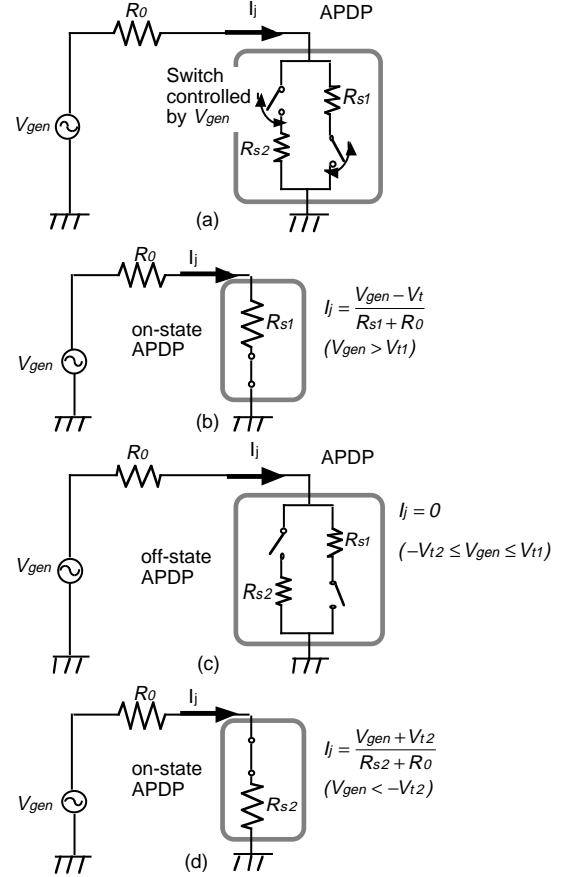 R0
Ij
APDP
Vgen
Switch
controlled
by Vgen
Rs1
Rs2
(a)
R0
Ij
Vgen
on-state
APDP
Rs1
Ij = Vgen − Vt / Rs1 + R0
(Vgen > Vt1)
(b)
R0
Ij
APDP
Vgen
off-state
APDP
Rs1
Rs2
Ij = 0
(−Vt2 ≤ Vgen ≤ Vt1)
(c)
R0
Ij
Vgen
on-state
APDP
Rs2
Ij = Vgen + Vt2 / Rs2 + R0
(Vgen < −Vt2)
(d)